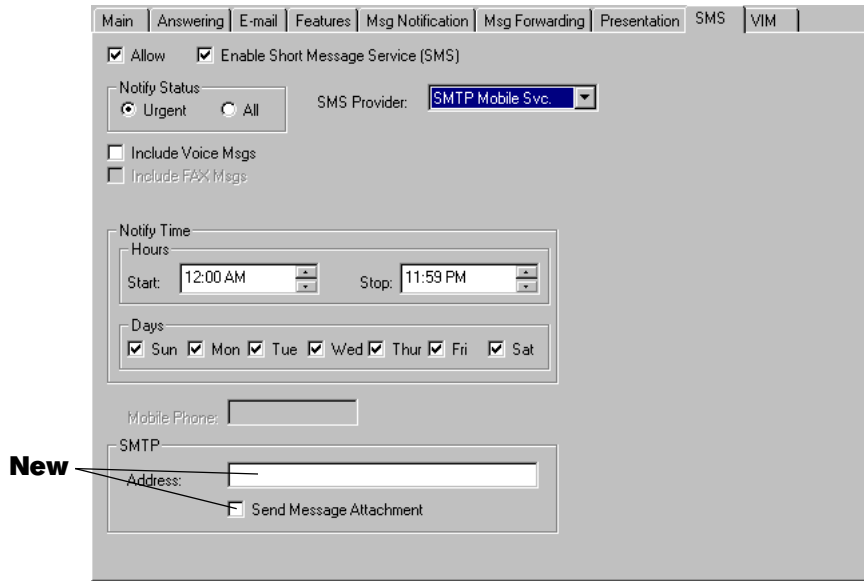 Main Answering E-mail Features Msg Notification Msg Forwarding Presentation SMS VIM
Allow Enable Short Message Service (SMS)
Notify Status
Urgent All
SMS Provider: SMTP Mobile Svc.
Include Voice Msgs
Include FAX Msgs
Notify Time
Hours
Start: 12:00 AM Stop: 11:59 PM
Days
Sun Mon Tue Wed Thur Fri Sat
Mobile Phone:
SMTP
New
Address:
Send Message Attachment